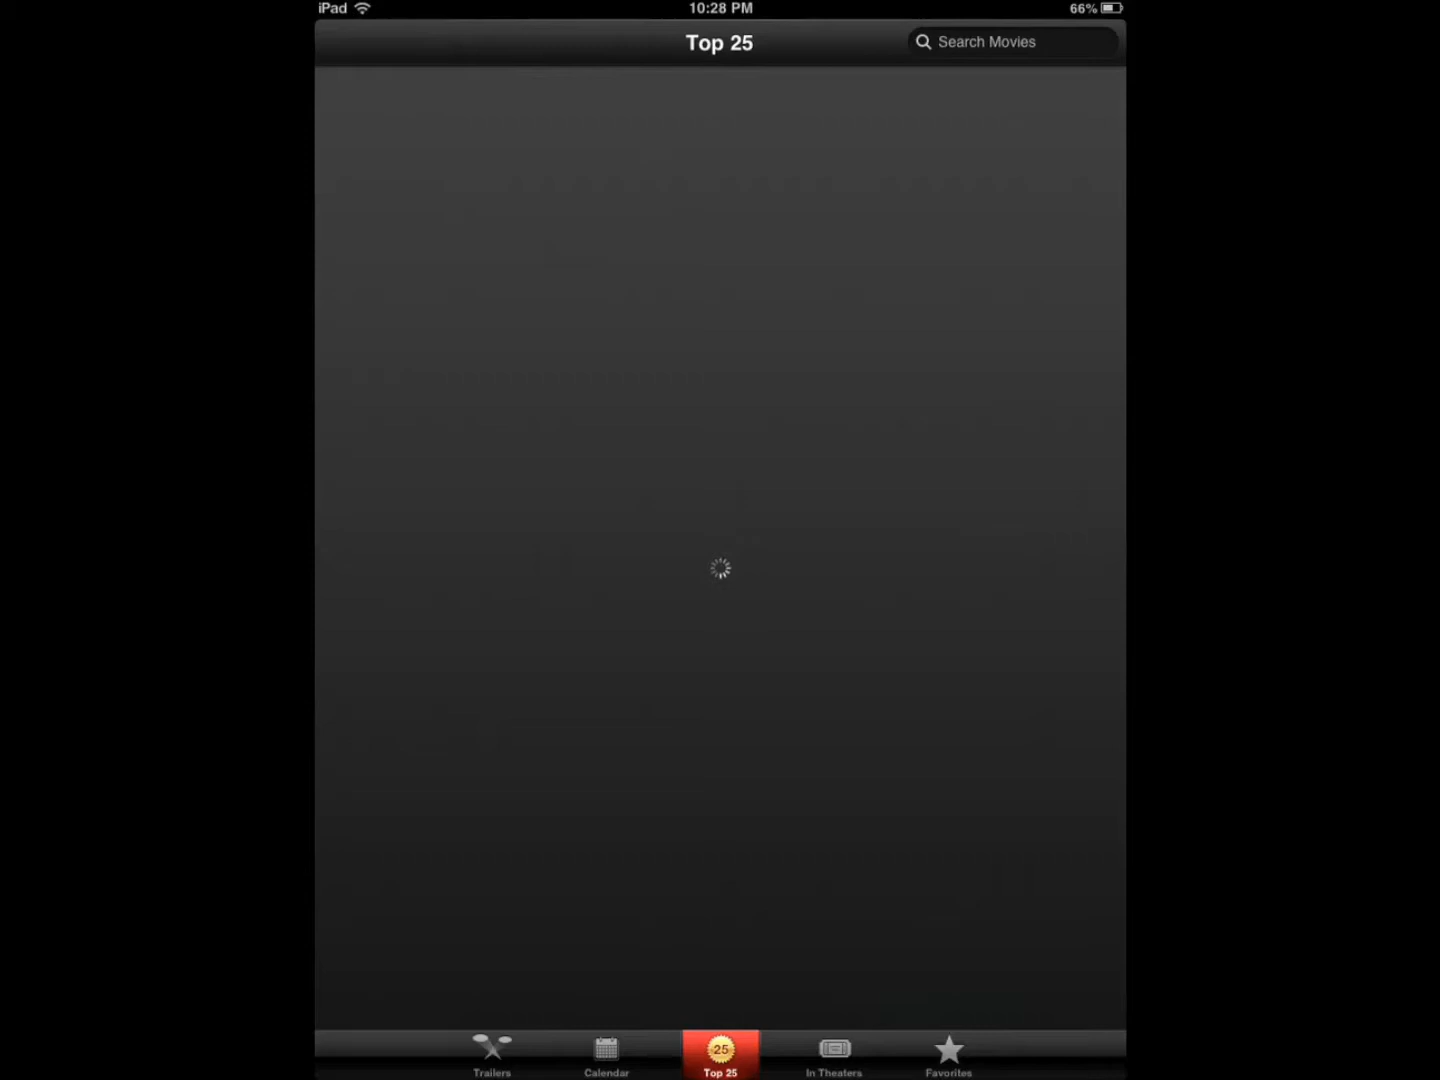 iPad 10:28 PM 66%
Top 25 Search Movies
25
Trailers Calendar Top 25 In Theaters Favorites